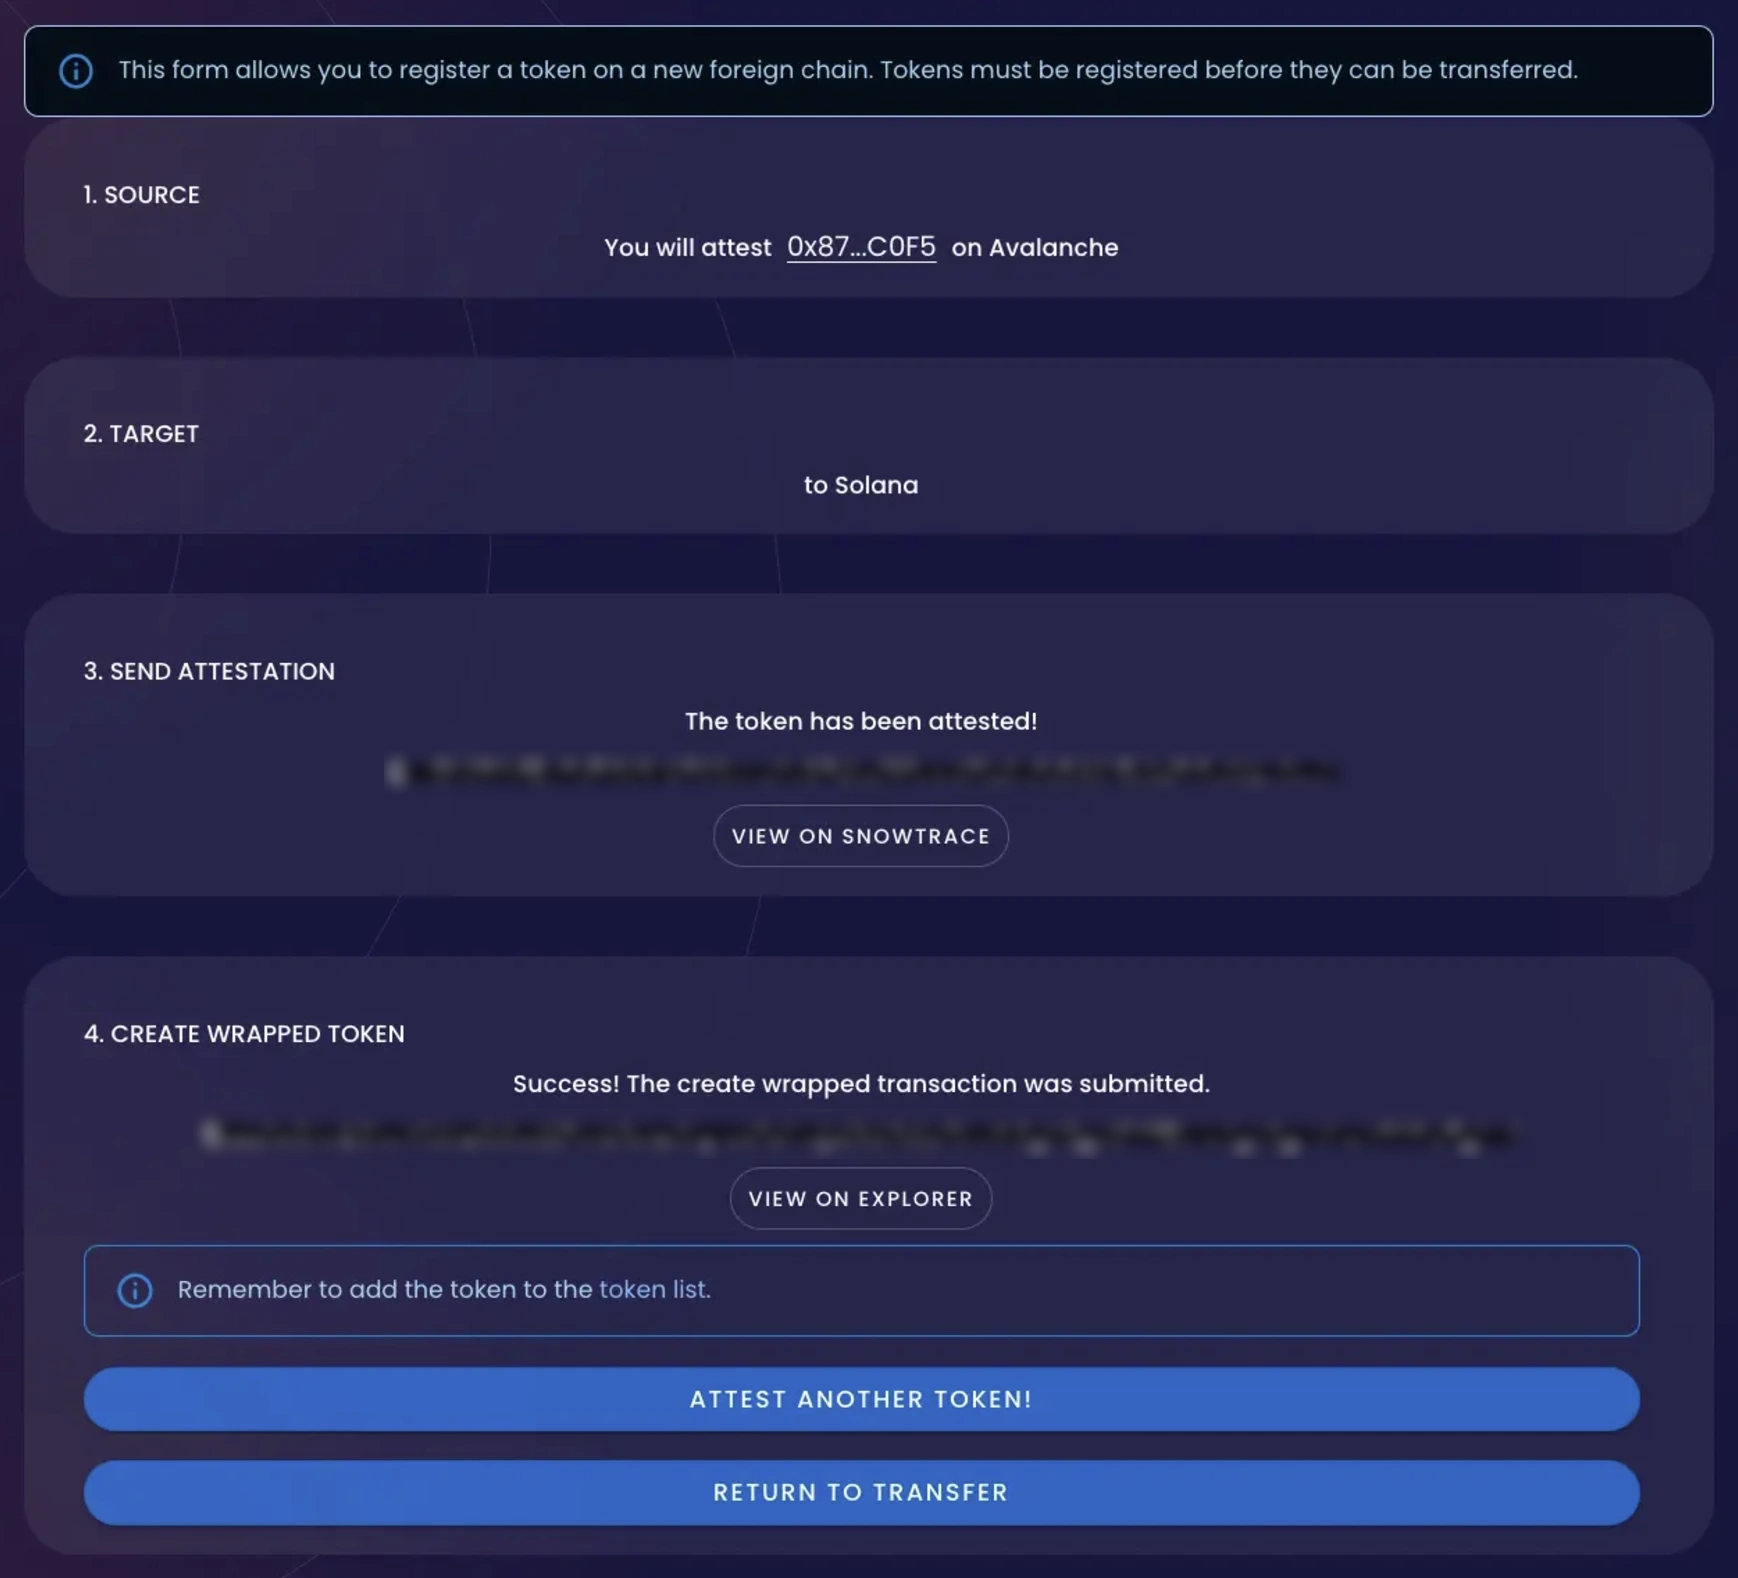 This form allows you to register a token on a new foreign chain. Tokens must be registered before they can be transferred.
1. SOURCE
You will attest 0x87...C0F5 on Avalanche
2. TARGET
to Solana
3. SEND ATTESTATION
The token has been attested!
VIEW ON SNOWTRACE
4. CREATE WRAPPED TOKEN
Success! The create wrapped transaction was submitted.
VIEW ON EXPLORER
Remember to add the token to the token list.
ATTEST ANOTHER TOKEN!
RETURN TO TRANSFER